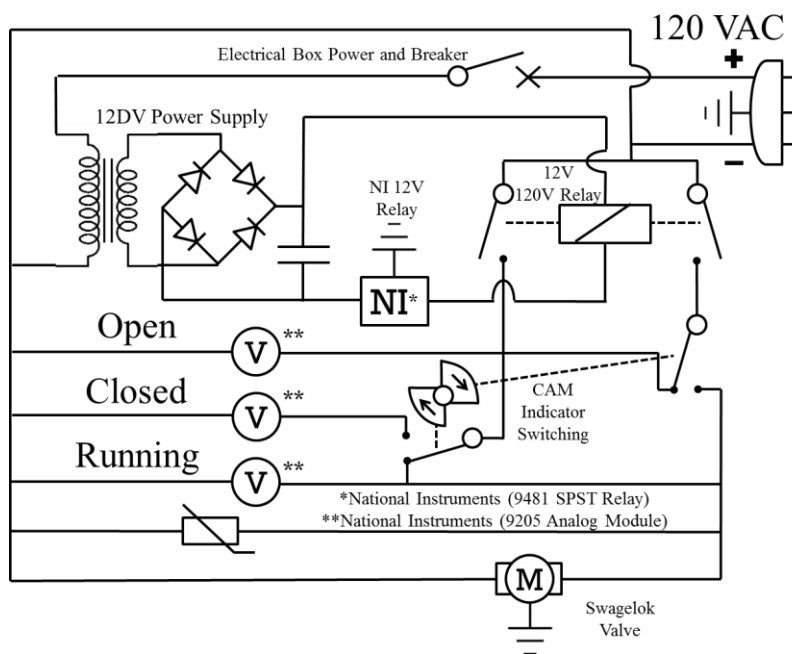 120 VAC
+
Electrical Box Power and Breaker
12DV Power Supply
–
12V
120V Relay
NI 12V
Relay
NI*
Open
V
**
Closed
V
**
CAM
Indicator
Switching
Running
V
**
*National Instruments (9481 SPST Relay)
**National Instruments (9205 Analog Module)
M
Swagelok
Valve